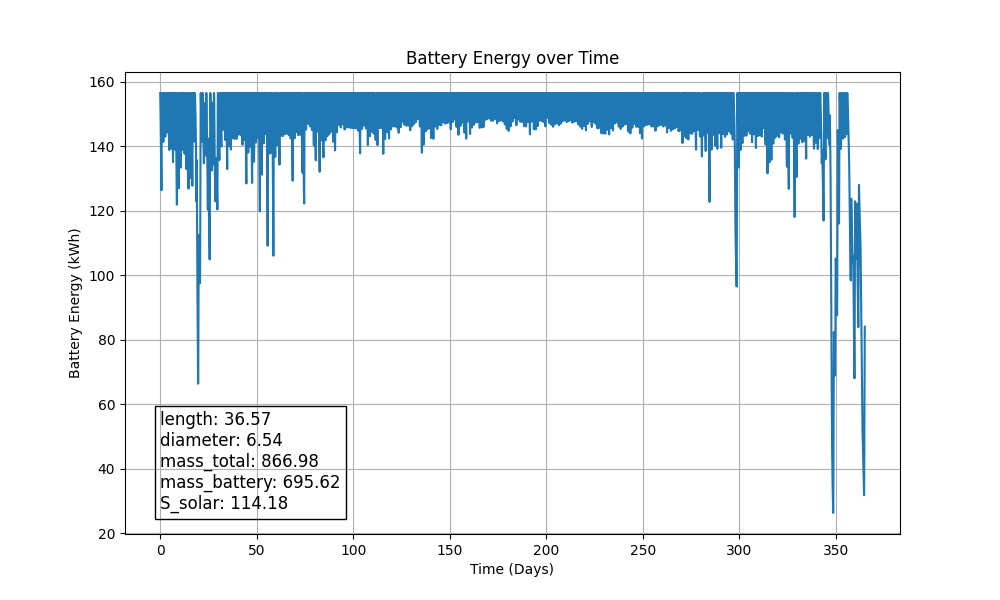 Battery Energy over Time
Battery Energy (kWh)
160
140
120
100
80
60
40
20
length: 36.57
diameter: 6.54
mass_total: 866.98
mass_battery: 695.62
S_solar: 114.18
0 50 100 150 200 250 300 350
Time (Days)